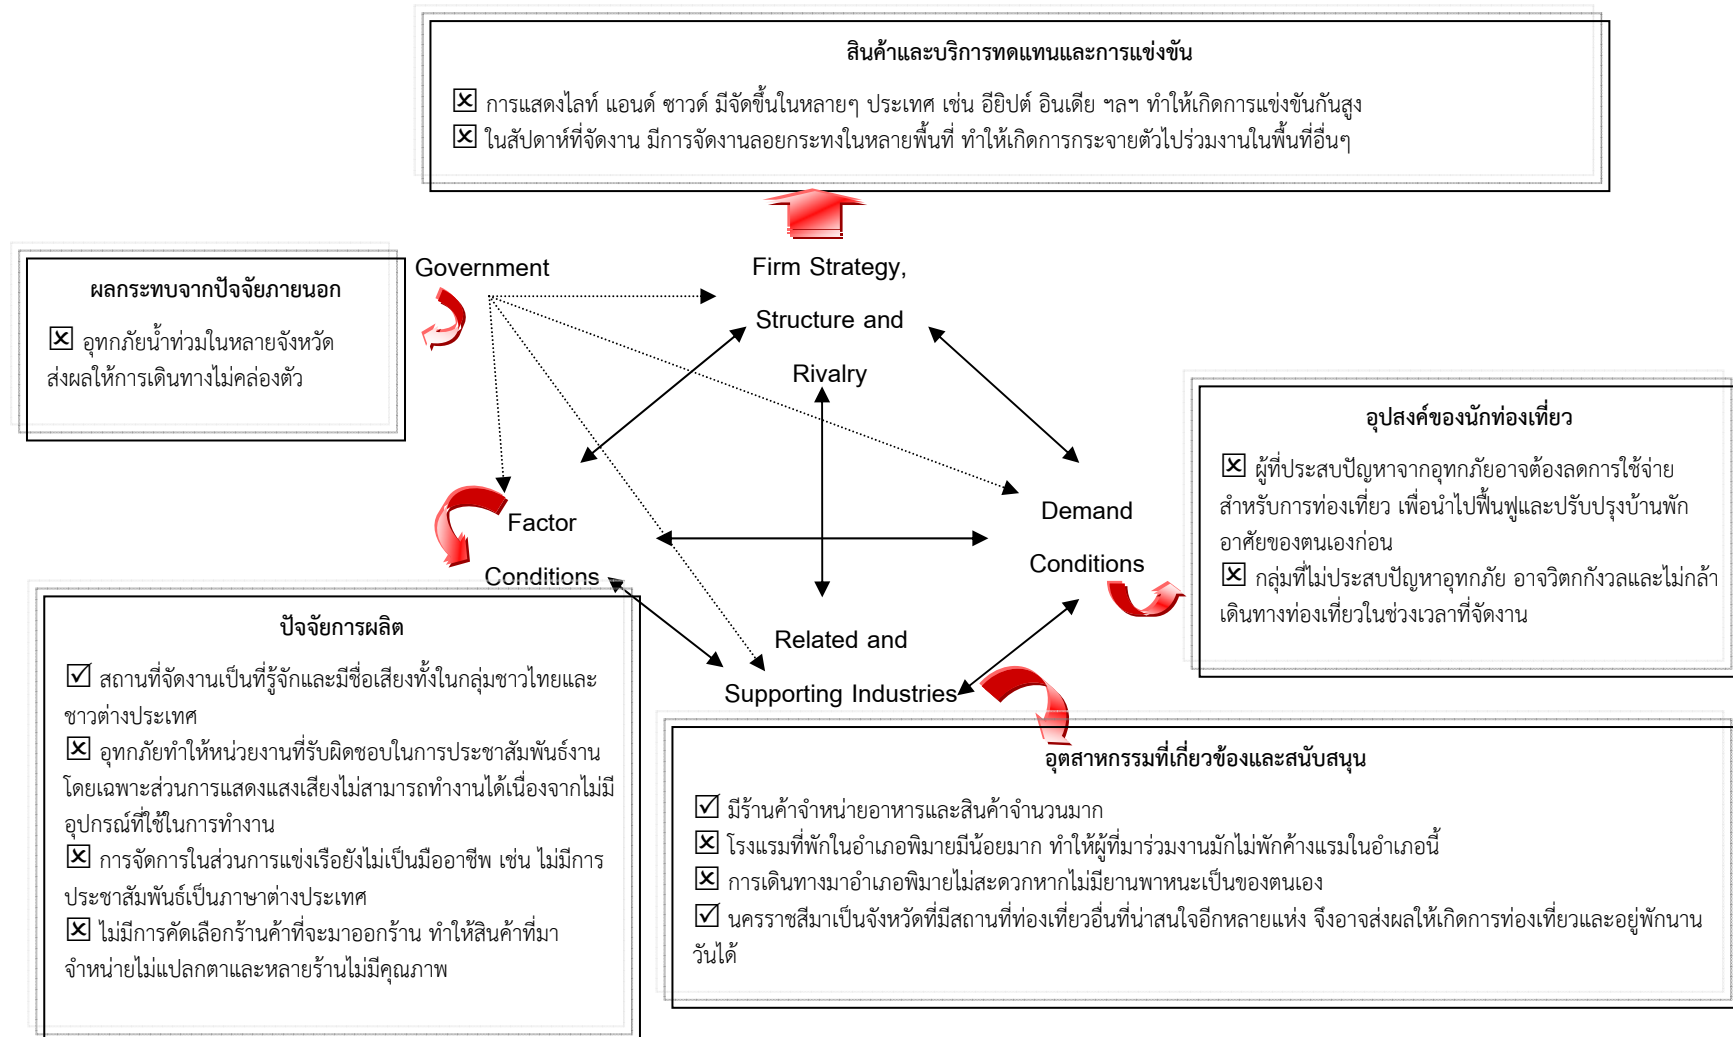 สินค้าและบริการทดแทนและการแข่งขัน
☒ การแสดงไลท์ แอนด์ ซาวด์ มีจัดขึ้นในหลายๆ ประเทศ เช่น อียิปต์ อินเดีย ฯลฯ ทำให้เกิดการแข่งขันกันสูง
☒ ในสัปดาห์ที่จัดงาน มีการจัดงานลอยกระทงในหลายพื้นที่ ทำให้เกิดการกระจายตัวไปร่วมงานในพื้นที่อื่นๆ
ผลกระทบจากปัจจัยภายนอก
☒ อุทกภัยน้ำท่วมในหลายจังหวัด
ส่งผลให้การเดินทางไม่คล่องตัว
Government
Firm Strategy,
Structure and
Rivalry
Factor
Conditions
Demand
Conditions
Related and
Supporting Industries
อุปสงค์ของนักท่องเที่ยว
☒ ผู้ที่ประสบปัญหาจากอุทกภัยอาจต้องลดการใช้จ่าย
สำหรับการท่องเที่ยว เพื่อนำไปฟื้นฟูและปรับปรุงบ้านพัก
อาศัยของตนเองก่อน
☒ กลุ่มที่ไม่ประสบปัญหาอุทกภัย อาจวิตกกังวลและไม่กล้า
เดินทางท่องเที่ยวในช่วงเวลาที่จัดงาน
ปัจจัยการผลิต
☑ สถานที่จัดงานเป็นที่รู้จักและมีชื่อเสียงทั้งในกลุ่มชาวไทยและ
ชาวต่างประเทศ
☒ อุทกภัยทำให้หน่วยงานที่รับผิดชอบในการประชาสัมพันธ์งาน
โดยเฉพาะส่วนการแสดงแสงเสียงไม่สามารถทำงานได้เนื่องจากไม่มี
อุปกรณ์ที่ใช้ในการทำงาน
☒ การจัดการในส่วนการแข่งเรือยังไม่เป็นมืออาชีพ เช่น ไม่มีการ
ประชาสัมพันธ์เป็นภาษาต่างประเทศ
☒ ไม่มีการคัดเลือกร้านค้าที่จะมาออกร้าน ทำให้สินค้าที่มา
จำหน่ายไม่แปลกตาและหลายร้านไม่มีคุณภาพ
อุตสาหกรรมที่เกี่ยวข้องและสนับสนุน
☑ มีร้านค้าจำหน่ายอาหารและสินค้าจำนวนมาก
☒ โรงแรมที่พักในอำเภอพิมายมีน้อยมาก ทำให้ผู้ที่มาร่วมงานมักไม่พักค้างแรมในอำเภอนี้
☒ การเดินทางมาอำเภอพิมายไม่สะดวกหากไม่มียานพาหนะเป็นของตนเอง
☑ นครราชสีมาเป็นจังหวัดที่มีสถานที่ท่องเที่ยวอื่นที่น่าสนใจอีกหลายแห่ง จึงอาจส่งผลให้เกิดการท่องเที่ยวและอยู่พักนาน
วันได้